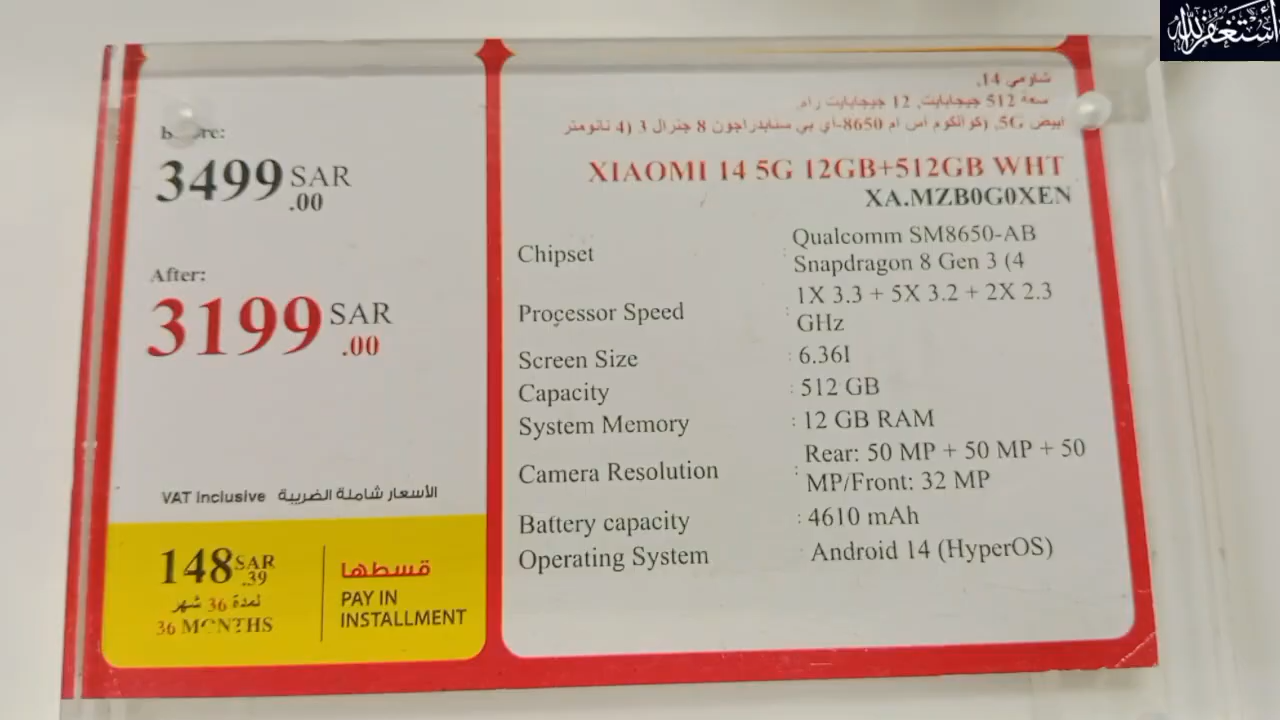 أستغفر الله
3499 SAR .00
After:
3199 SAR .00
VAT Inclusive الأسعار شاملة الضريبة
148 SAR .39
لمدة 36 شهر
36 MONTHS
قسطها
PAY IN
INSTALLMENT
شاومي 14,
سعة 512 جيجابايت, 12 جيجابايت رام,
ابيض 5G, (كوالكوم اس ام 8650-اي بي سنابدراجون 8 جنرال 3 (4 نانومتر
XIAOMI 14 5G 12GB+512GB WHT
XA.MZB0G0XEN
Chipset : Qualcomm SM8650-AB
Snapdragon 8 Gen 3 (4
Processor Speed : 1X 3.3 + 5X 3.2 + 2X 2.3
GHz
Screen Size : 6.36I
Capacity : 512 GB
System Memory : 12 GB RAM
Camera Resolution : Rear: 50 MP + 50 MP + 50
MP/Front: 32 MP
Battery capacity : 4610 mAh
Operating System : Android 14 (HyperOS)